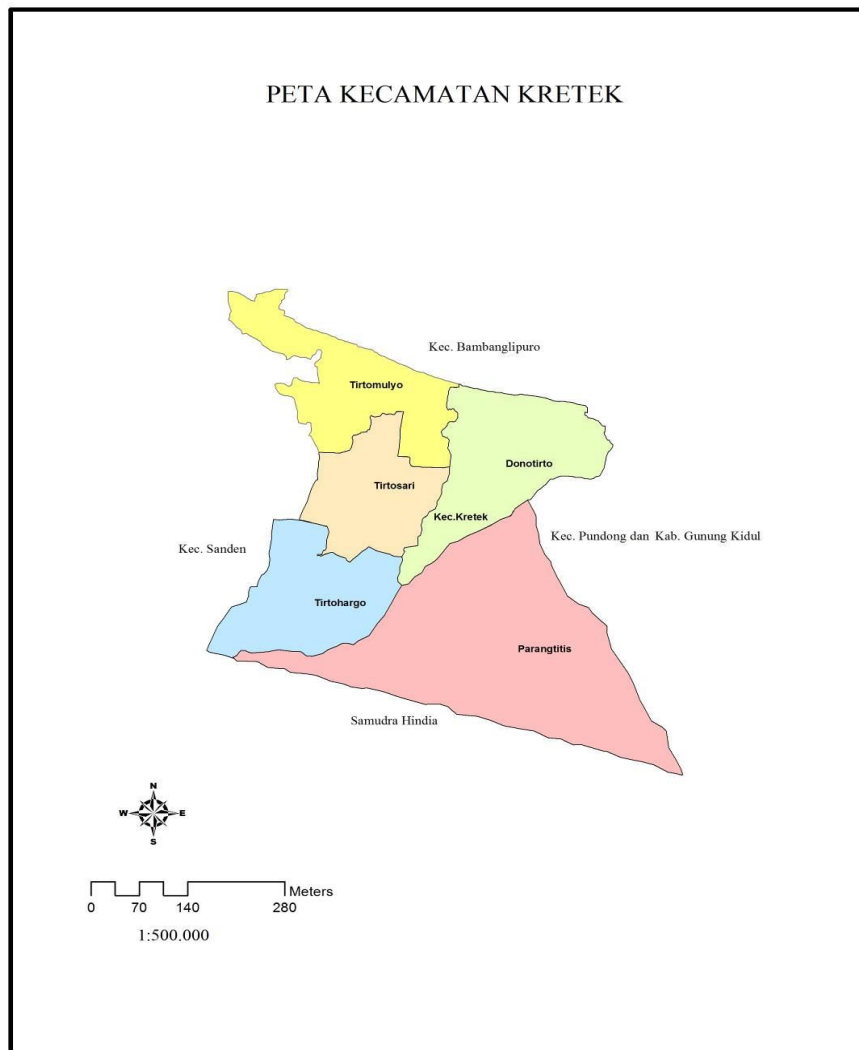 PETA KECAMATAN KRETEK
Kec. Bambanglipuro
Tirtomulyo
Donotirto
Tirtosari
Kec.Kretek
Kec. Pundong dan Kab. Gunung Kidul
Kec. Sanden
Tirtohargo
Parangtitis
Samudra Hindia
N
W E
S
Meters
0 70 140 280
1:500.000